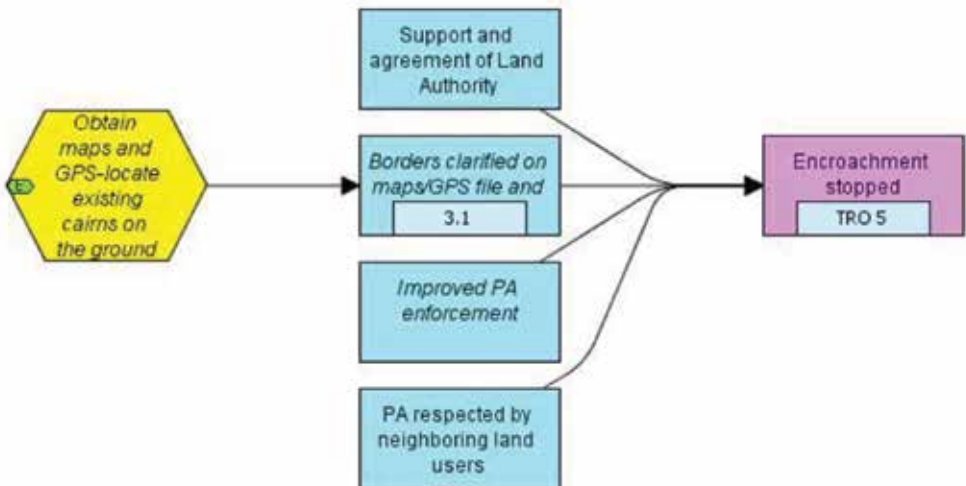 Obtain
maps and
GPS-locate
existing
cairns on
the ground
E
Support and
agreement of Land
Authority
Borders clarified on
maps/GPS file and
3.1
Improved PA
enforcement
PA respected by
neighboring land
users
Encroachment
stopped
TRO 5